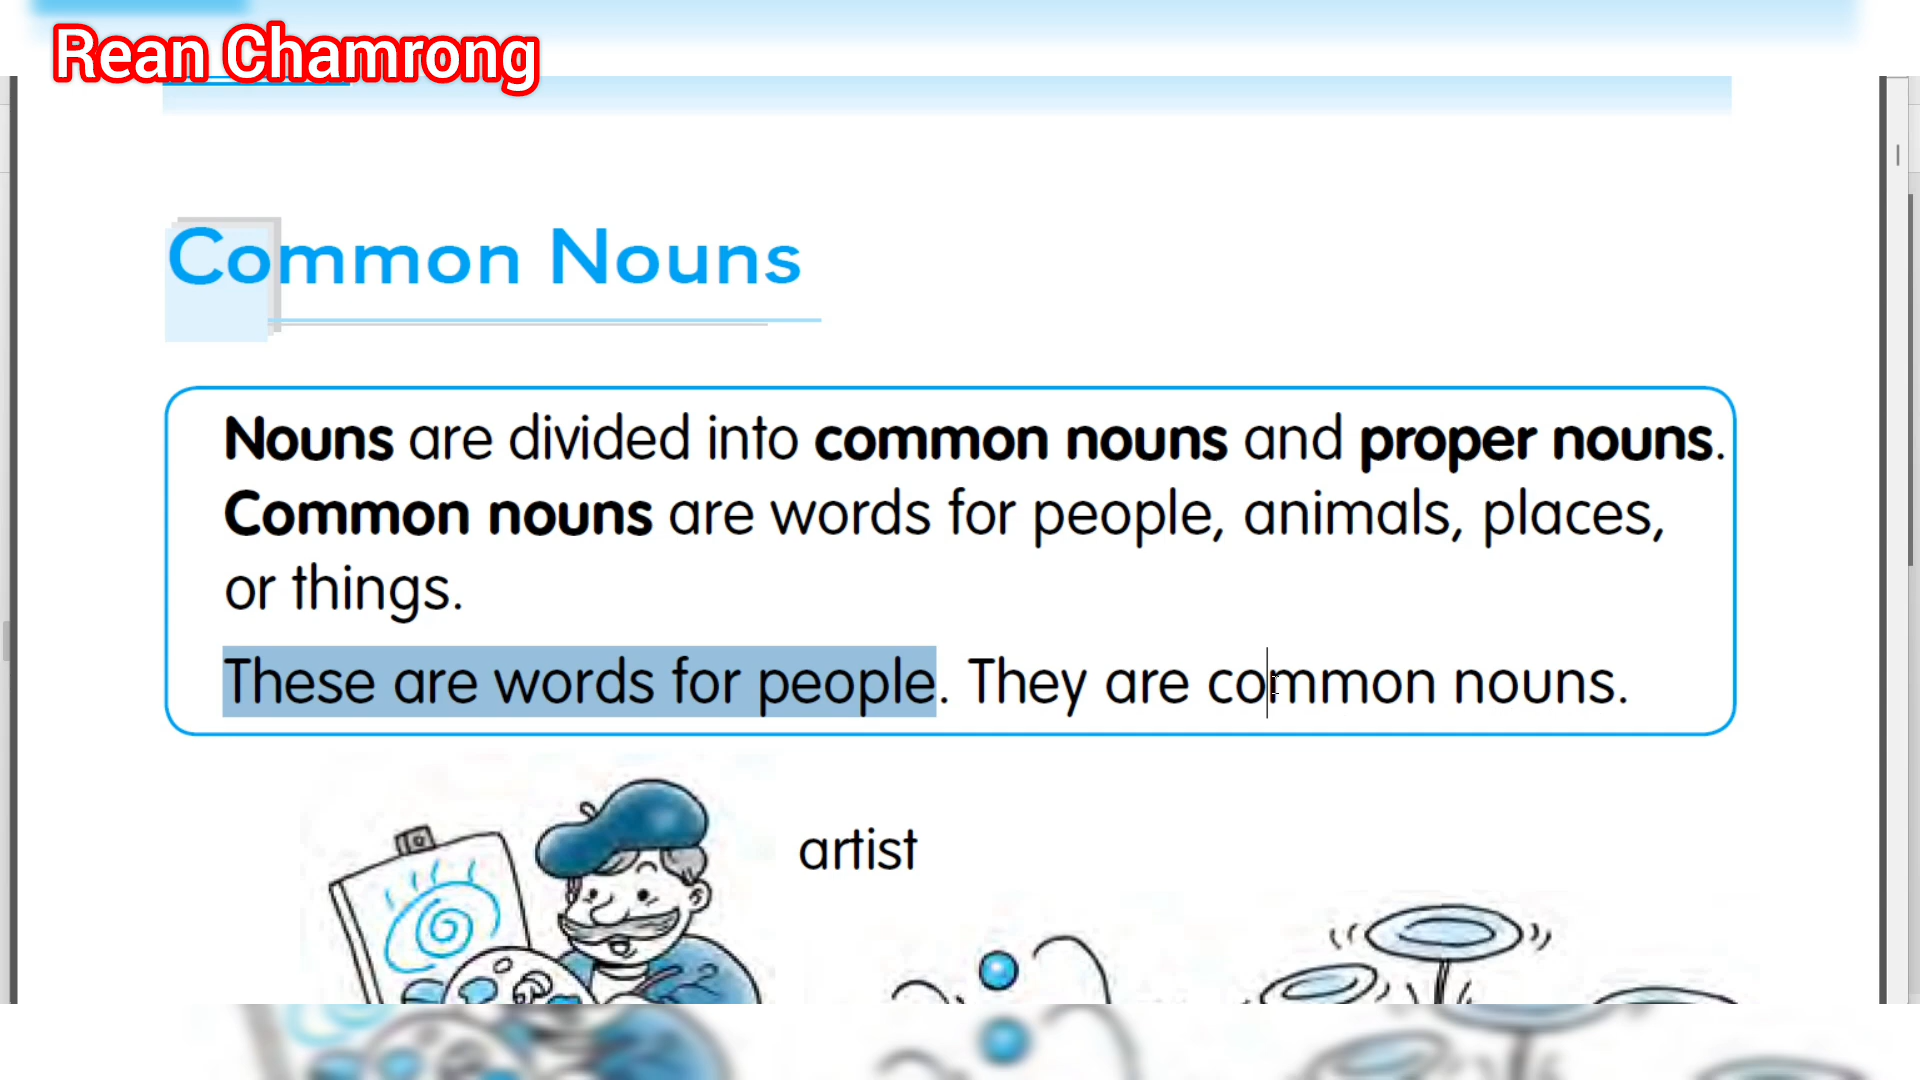 Rean Chamrong
Common Nouns
Nouns are divided into common nouns and proper nouns.
Common nouns are words for people, animals, places,
or things.
These are words for people. They are common nouns.
artist